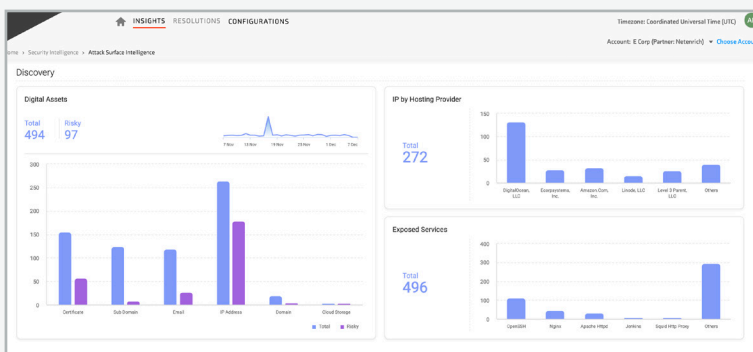 INSIGHTS RESOLUTIONS CONFIGURATIONS
Timezone: Coordinated Universal Time (UTC)
Account: E Corp (Partner: Netenrich) Choose Accou
ome > Security Intelligence > Attack Surface Intelligence
Discovery
Digital Assets
Total Risky
494 97
7 Nov 13 Nov 19 Nov 25 Nov 1 Dec 7 Dec
300
250
200
150
100
50
0
Certificate Sub Domain Email IP Address Domain Cloud Storage
Total Risky
IP by Hosting Provider
Total
272
150
100
50
0
DigitalOcean, LLC
Amazon.Com, Inc.
Linode, LLC
Level 3 Parent, LLC
Others
Exposed Services
Total
496
400
300
200
100
0
OpenSSH Nginx Apache Httpd Jenkins Squid Http Proxy Others